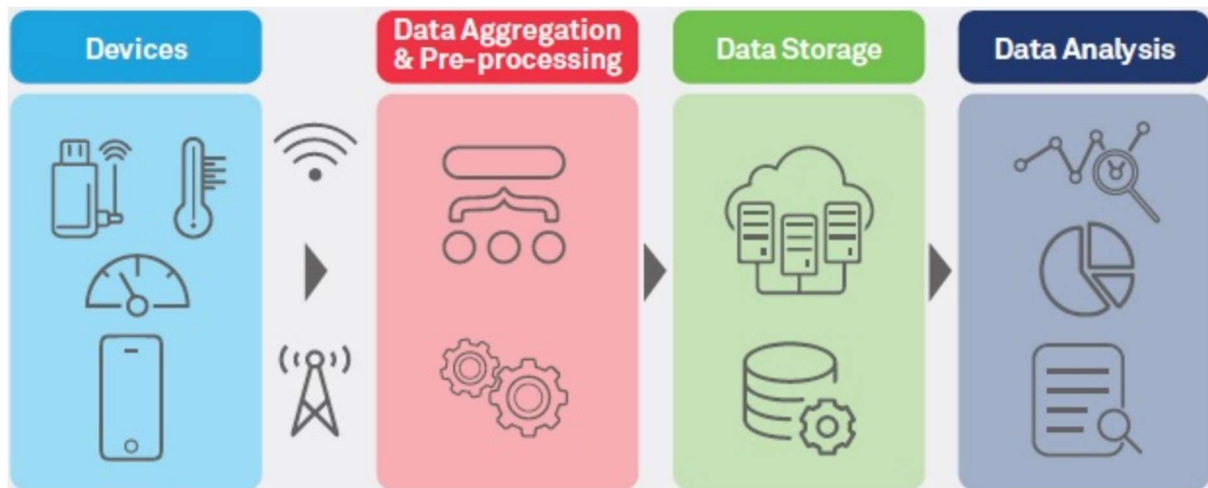 Devices
Data Aggregation
& Pre-processing
Data Storage
Data Analysis